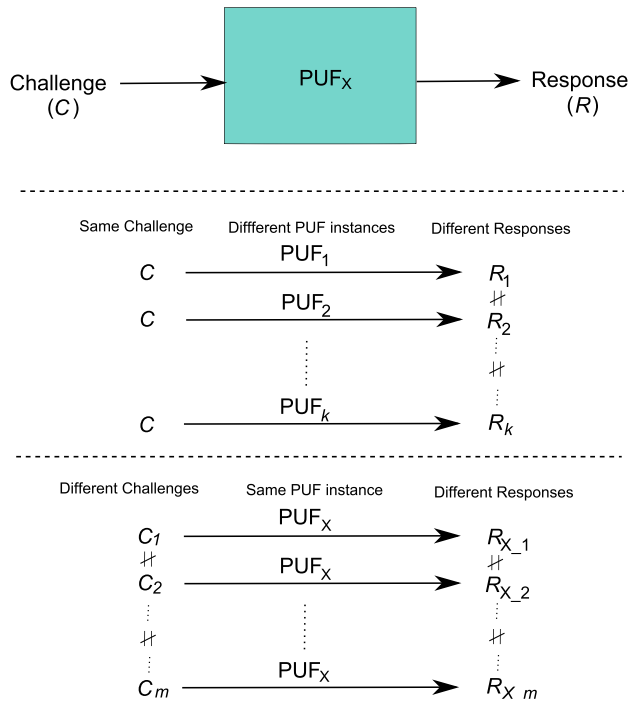 Challenge PUFX Response
(C) (R)
Same Challenge Diffferent PUF instances Different Responses
C PUF1 R1
≠
C PUF2 R2
≠
C PUFk Rk
Different Challenges Same PUF instance Different Responses
C1 PUFX RX_1
≠ ≠
C2 PUFX RX_2
≠ ≠
Cm PUFX RX_m